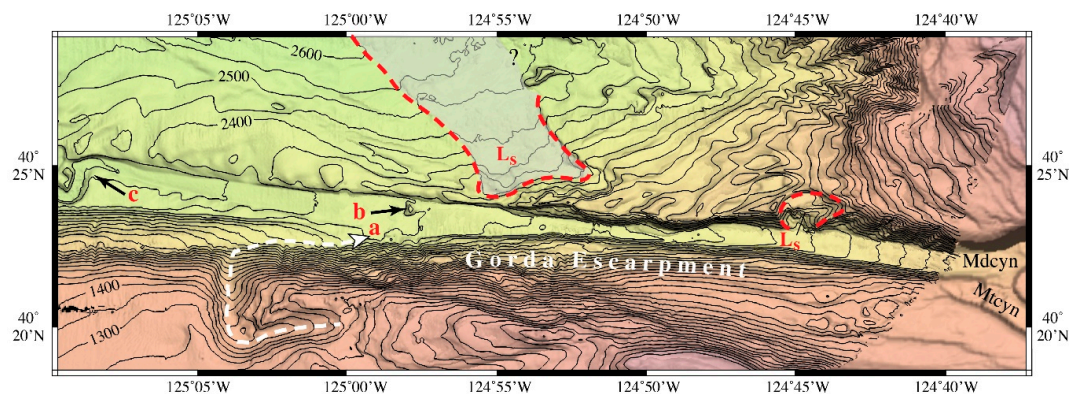 125°05'W 125°00'W 124°55'W 124°50'W 124°45'W 124°40'W
2600
?
2500
2400
40° 40°
25'N Ls 25'N
c
b
a
Ls
Gorda Escarpment
Mdcyn
1400
Mtcyn
40° 1300 40°
20'N 20'N
125°05'W 125°00'W 124°55'W 124°50'W 124°45'W 124°40'W